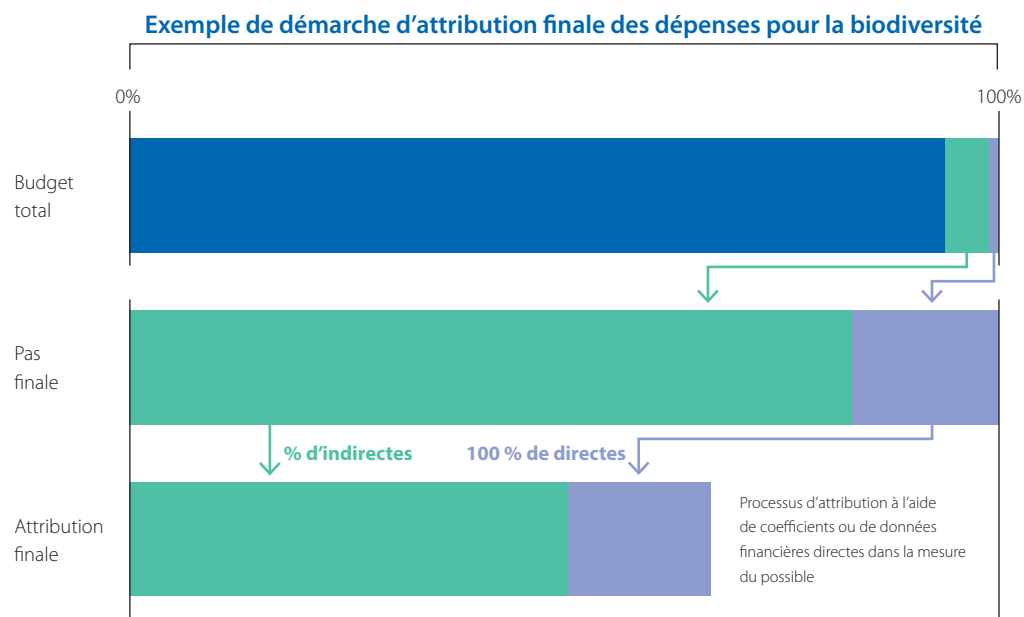 Exemple de démarche d’attribution finale des dépenses pour la biodiversité
0%
100%
Budget
total
Pas
finale
% d’indirectes
100 % de directes
Attribution
finale
Processus d’attribution à l’aide
de coefficients ou de données
financières directes dans la mesure
du possible